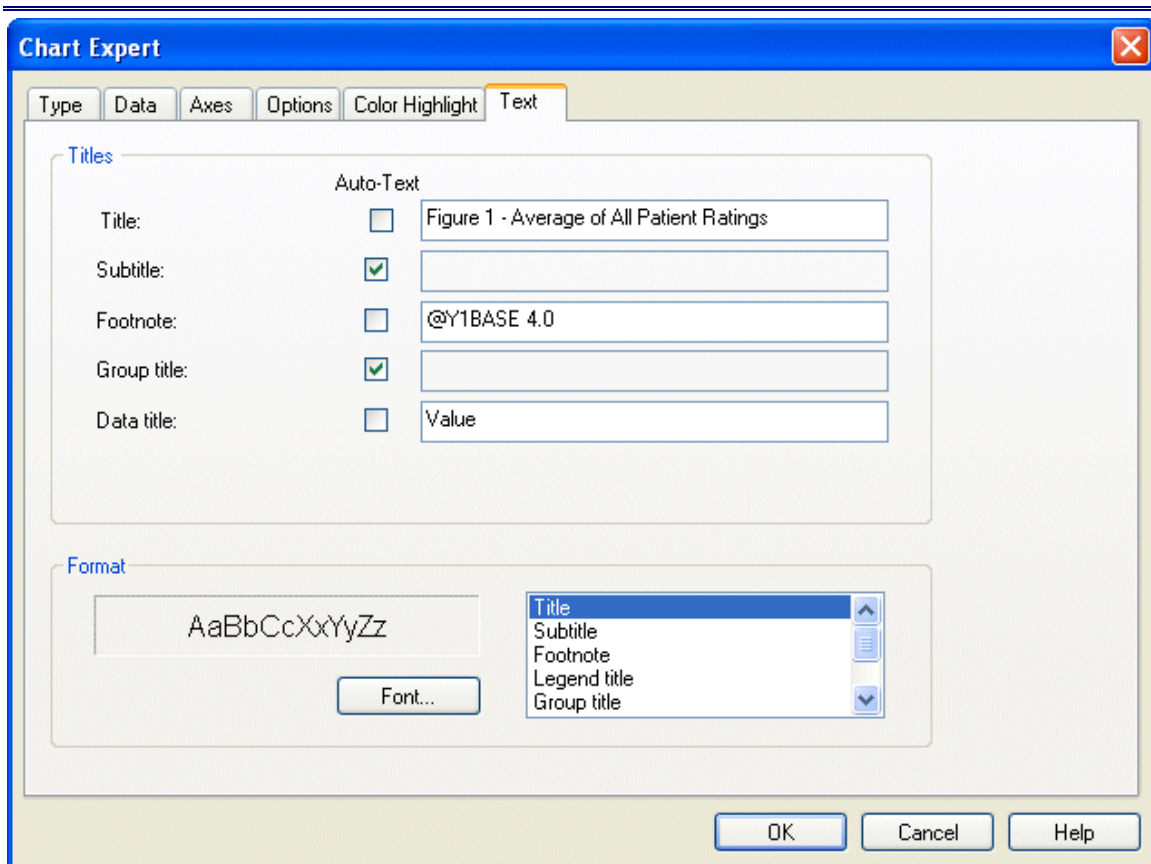 Chart Expert
Type Data Axes Options Color Highlight Text
Titles
Auto-Text
Title: Figure 1 - Average of All Patient Ratings
Subtitle:
Footnote: @Y1BASE 4.0
Group title:
Data title: Value
Format
AaBbCcXxYyZz
Font...
Title
Subtitle
Footnote
Legend title
Group title
OK Cancel Help